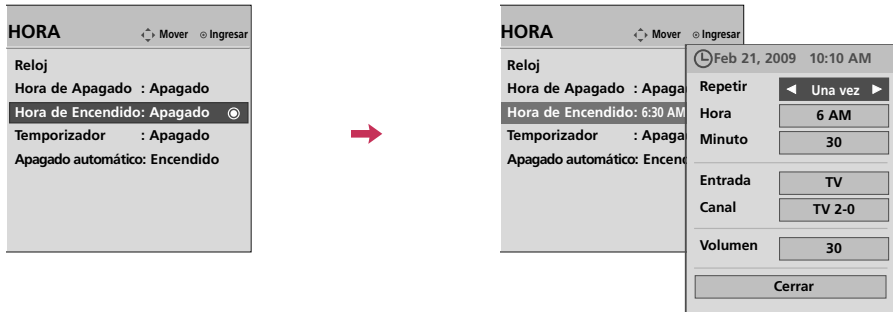 HORA Mover Ingresar
Reloj
Hora de Apagado : Apagado
Hora de Encendido: Apagado
Temporizador : Apagado
Apagado automático: Encendido
HORA Mover Ingresar
Reloj
Hora de Apagado : Apaga
Hora de Encendido: 6:30 AM
Temporizador : Apaga
Apagado automático: Encend
Feb 21, 2009 10:10 AM
Repetir ◀ Una vez ▶
Hora 6 AM
Minuto 30
Entrada TV
Canal TV 2-0
Volumen 30
Cerrar